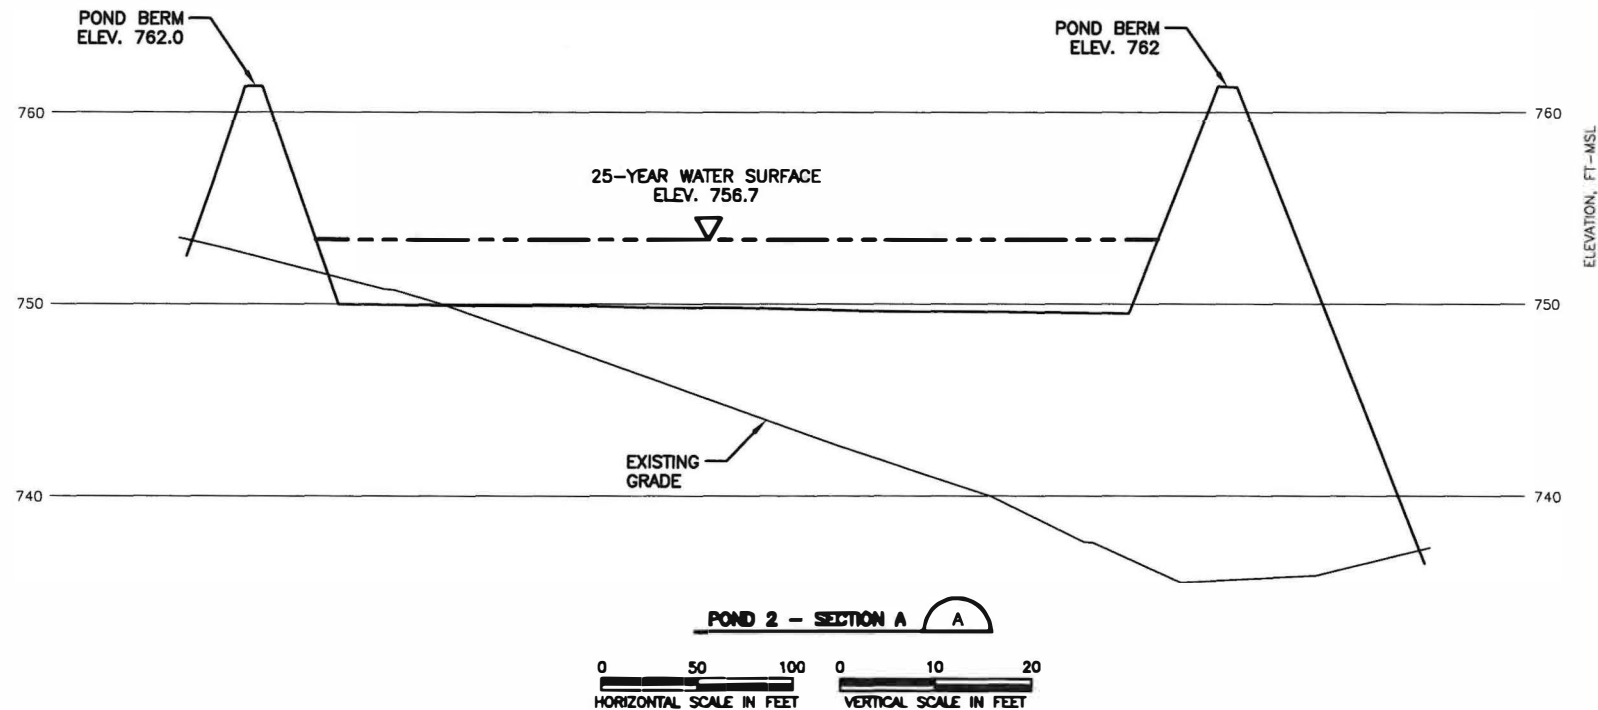 POND BERM
ELEV. 762.0
POND BERM
ELEV. 762
760
760
25-YEAR WATER SURFACE
ELEV. 756.7
ELEVATION, FT-MSL
750
750
EXISTING
GRADE
740
740
POND 2 - SECTION A
A
0 50 100
HORIZONTAL SCALE IN FEET
0 10 20
VERTICAL SCALE IN FEET